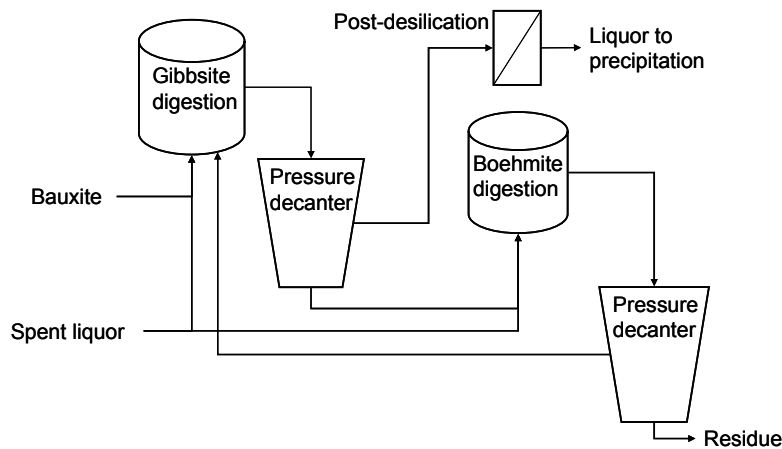 Post-desilication
Liquor to
precipitation
Gibbsite
digestion
Boehmite
digestion
Pressure
decanter
Bauxite
Spent liquor
Pressure
decanter
Residue